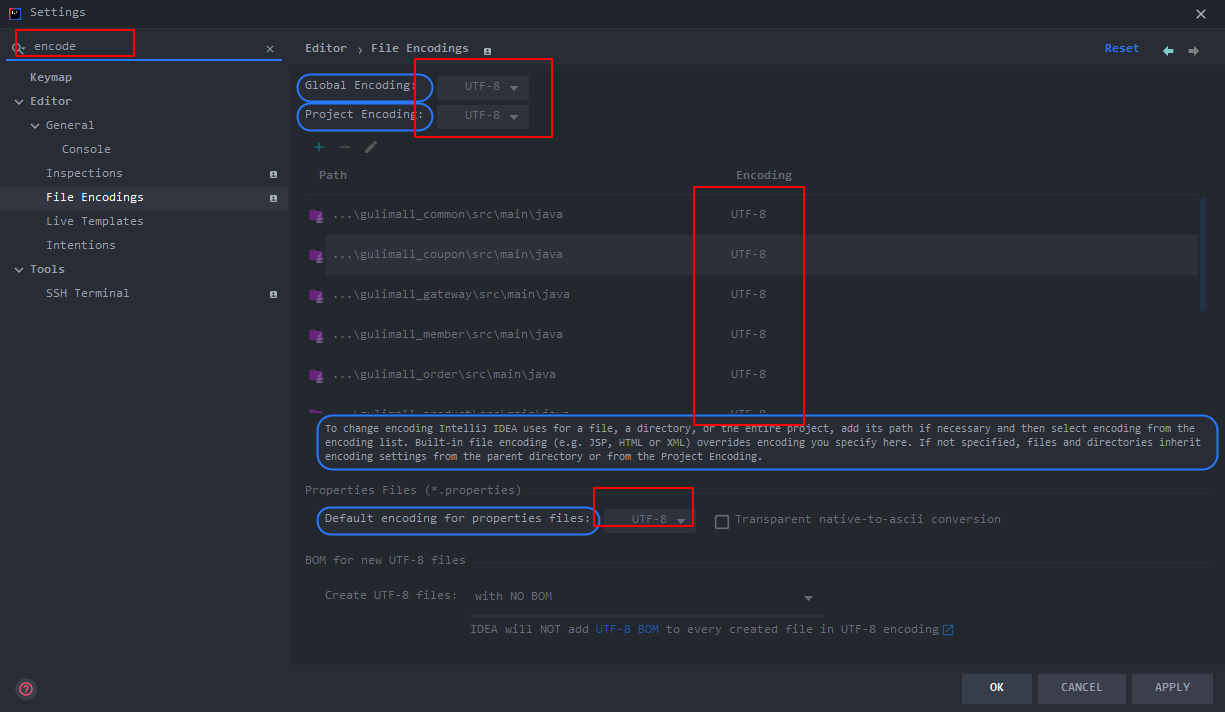 Settings
encode
Keymap
Editor
General
Console
Inspections
File Encodings
Live Templates
Intentions
Tools
SSH Terminal
Editor › File Encodings
Reset
Global Encoding: UTF-8
Project Encoding: UTF-8
Path Encoding
...\gulimall_common\src\main\java UTF-8
...\gulimall_coupon\src\main\java UTF-8
...\gulimall_gateway\src\main\java UTF-8
...\gulimall_member\src\main\java UTF-8
...\gulimall_order\src\main\java UTF-8
...\gulimall_product\src\main\java UTF-8
To change encoding IntelliJ IDEA uses for a file, a directory, or the entire project, add its path if necessary and then select encoding from the
encoding list. Built-in file encoding (e.g. JSP, HTML or XML) overrides encoding you specify here. If not specified, files and directories inherit
encoding settings from the parent directory or from the Project Encoding.
Properties Files (*.properties)
Default encoding for properties files: UTF-8 Transparent native-to-ascii conversion
BOM for new UTF-8 files
Create UTF-8 files: with NO BOM
IDEA will NOT add UTF-8 BOM to every created file in UTF-8 encoding
OK CANCEL APPLY